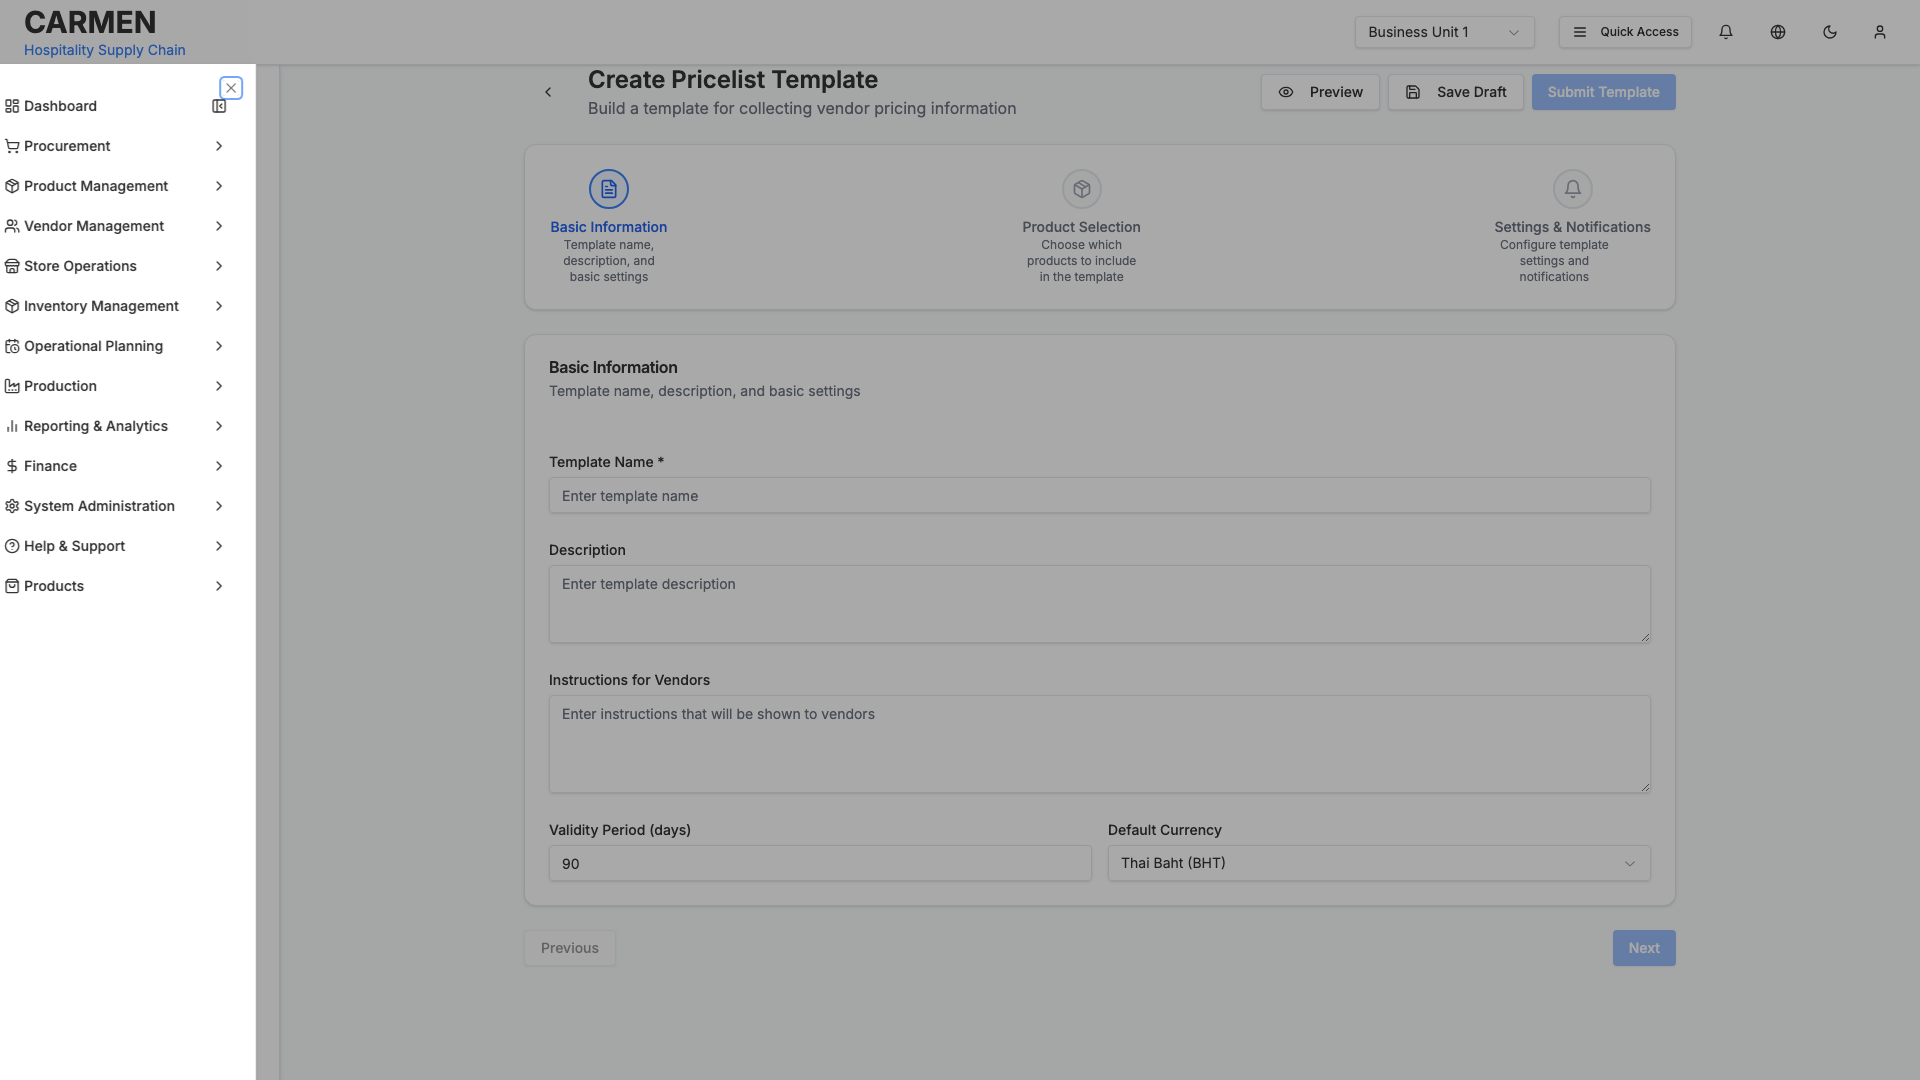 CARMEN
Hospitality Supply Chain
Business Unit 1
Quick Access
Dashboard
Procurement
Product Management
Vendor Management
Store Operations
Inventory Management
Operational Planning
Production
Reporting & Analytics
Finance
System Administration
Help & Support
Products
Create Pricelist Template
Build a template for collecting vendor pricing information
Preview
Save Draft
Submit Template
Basic Information
Template name,
description, and
basic settings
Product Selection
Choose which
products to include
in the template
Settings & Notifications
Configure template
settings and
notifications
Basic Information
Template name, description, and basic settings
Template Name *
Enter template name
Description
Enter template description
Instructions for Vendors
Enter instructions that will be shown to vendors
Validity Period (days)
90
Default Currency
Thai Baht (BHT)
Previous
Next